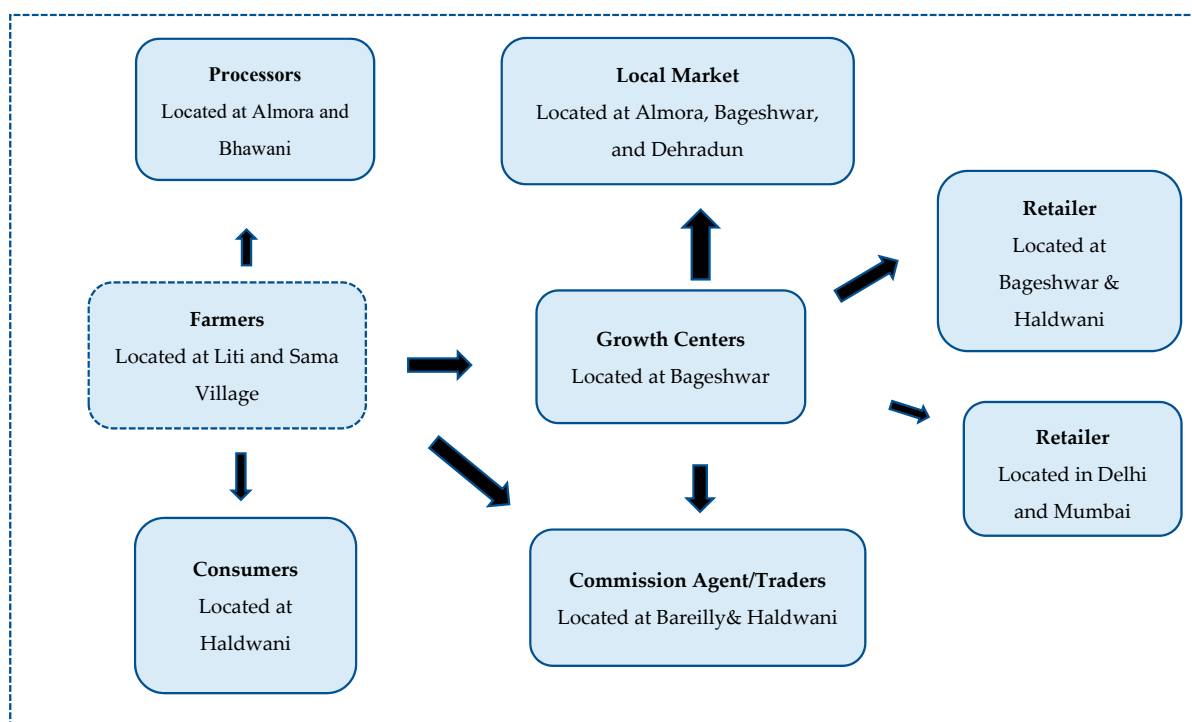 Processors
Located at Almora and
Bhawani
Local Market
Located at Almora, Bageshwar,
and Dehradun
Retailer
Located at
Bageshwar &
Haldwani
Farmers
Located at Liti and Sama
Village
Growth Centers
Located at Bageshwar
Retailer
Located in Delhi
and Mumbai
Consumers
Located at
Haldwani
Commission Agent/Traders
Located at Bareilly& Haldwani